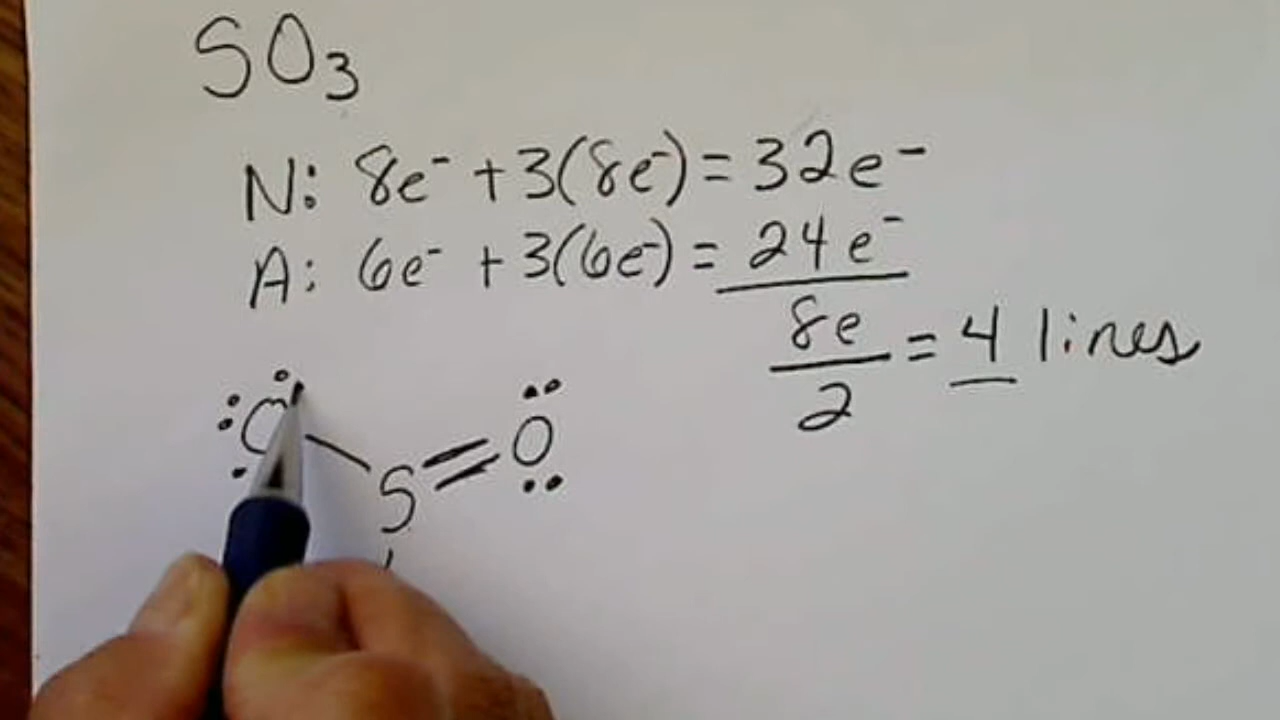 SO₃
N: 8e⁻ + 3(8e⁻) = 32e⁻
A: 6e⁻ + 3(6e⁻) = 24e⁻
8e/2 = 4 lines
O S O